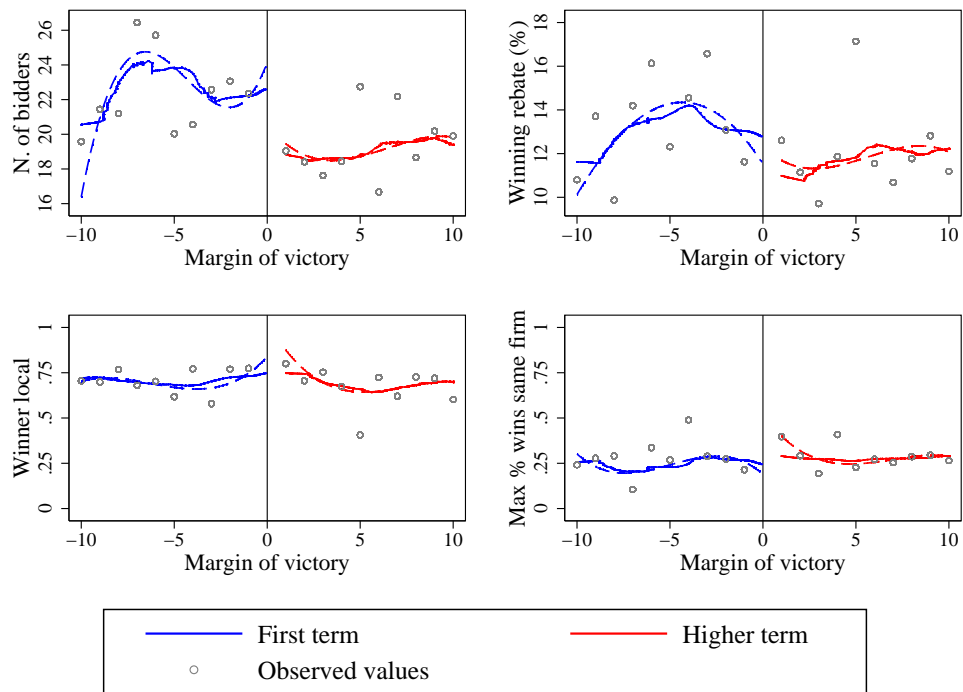 N. of bidders
26
24
22
20
18
16
−10 −5 0 5 10
Margin of victory
Winning rebate (%)
18
16
14
12
10
−10 −5 0 5 10
Margin of victory
Winner local
1
.75
.5
.25
0
−10 −5 0 5 10
Margin of victory
Max % wins same firm
1
.75
.5
.25
0
−10 −5 0 5 10
Margin of victory
First term Higher term
Observed values